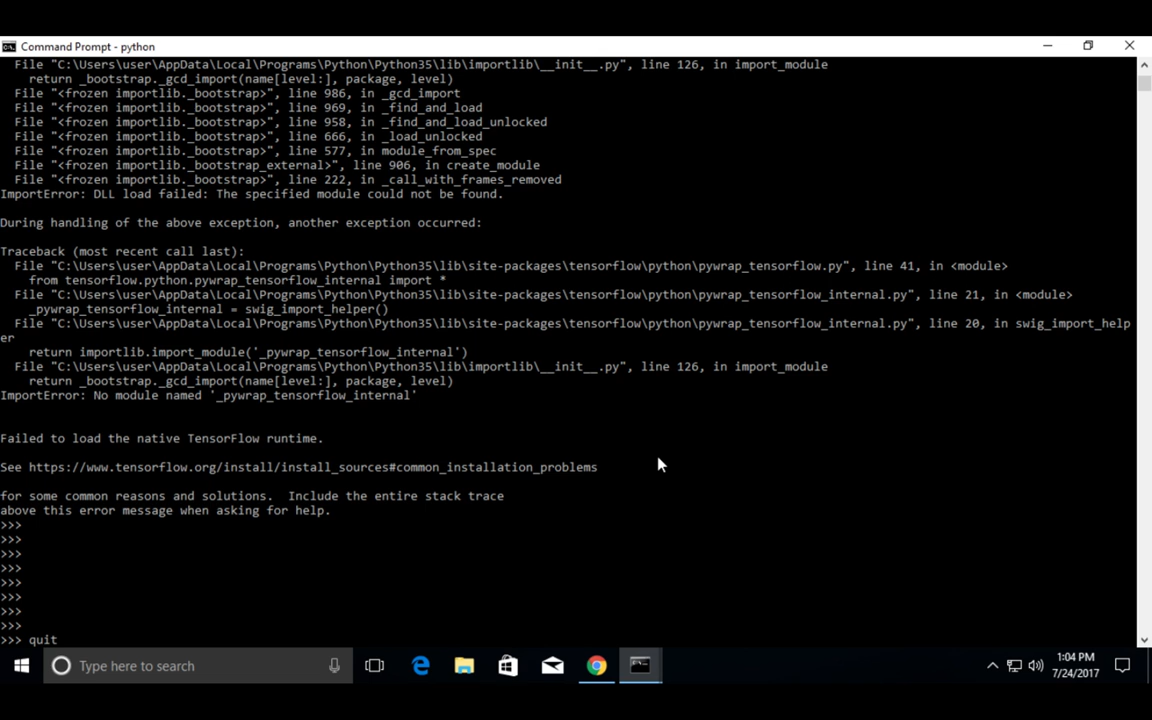 Command Prompt - python
File "C:\Users\user\AppData\Local\Programs\Python\Python35\lib\importlib\__init__.py", line 126, in import_module
return _bootstrap._gcd_import(name[level:], package, level)
File "<frozen importlib._bootstrap>", line 986, in _gcd_import
File "<frozen importlib._bootstrap>", line 969, in _find_and_load
File "<frozen importlib._bootstrap>", line 958, in _find_and_load_unlocked
File "<frozen importlib._bootstrap>", line 666, in _load_unlocked
File "<frozen importlib._bootstrap>", line 577, in module_from_spec
File "<frozen importlib._bootstrap_external>", line 906, in create_module
File "<frozen importlib._bootstrap>", line 222, in _call_with_frames_removed
ImportError: DLL load failed: The specified module could not be found.
During handling of the above exception, another exception occurred:
Traceback (most recent call last):
File "C:\Users\user\AppData\Local\Programs\Python\Python35\lib\site-packages\tensorflow\python\pywrap_tensorflow.py", line 41, in <module>
from tensorflow.python.pywrap_tensorflow_internal import *
File "C:\Users\user\AppData\Local\Programs\Python\Python35\lib\site-packages\tensorflow\python\pywrap_tensorflow_internal.py", line 21, in <module>
_pywrap_tensorflow_internal = swig_import_helper()
File "C:\Users\user\AppData\Local\Programs\Python\Python35\lib\site-packages\tensorflow\python\pywrap_tensorflow_internal.py", line 20, in swig_import_help
er
return importlib.import_module('_pywrap_tensorflow_internal')
File "C:\Users\user\AppData\Local\Programs\Python\Python35\lib\importlib\__init__.py", line 126, in import_module
return _bootstrap._gcd_import(name[level:], package, level)
ImportError: No module named '_pywrap_tensorflow_internal'
Failed to load the native TensorFlow runtime.
See https://www.tensorflow.org/install/install_sources#common_installation_problems
for some common reasons and solutions.  Include the entire stack trace
above this error message when asking for help.
>>>
>>>
>>>
>>>
>>>
>>>
>>>
>>>
>>> quit
Type here to search
1:04 PM
7/24/2017